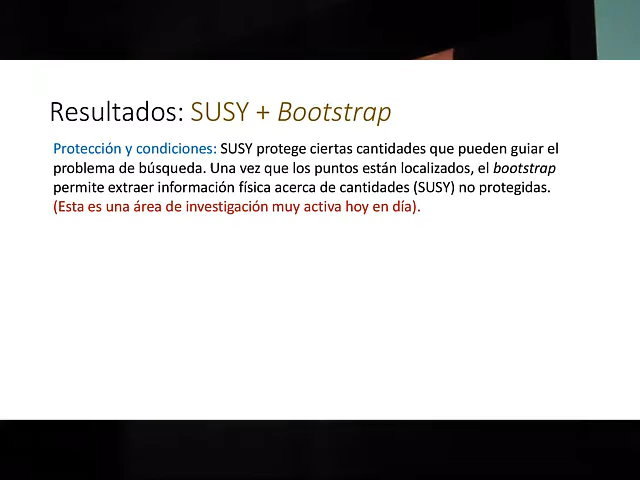 Resultados: SUSY + Bootstrap
Protección y condiciones: SUSY protege ciertas cantidades que pueden guiar el
problema de búsqueda. Una vez que los puntos están localizados, el bootstrap
permite extraer información física acerca de cantidades (SUSY) no protegidas.
(Esta es una área de investigación muy activa hoy en día).